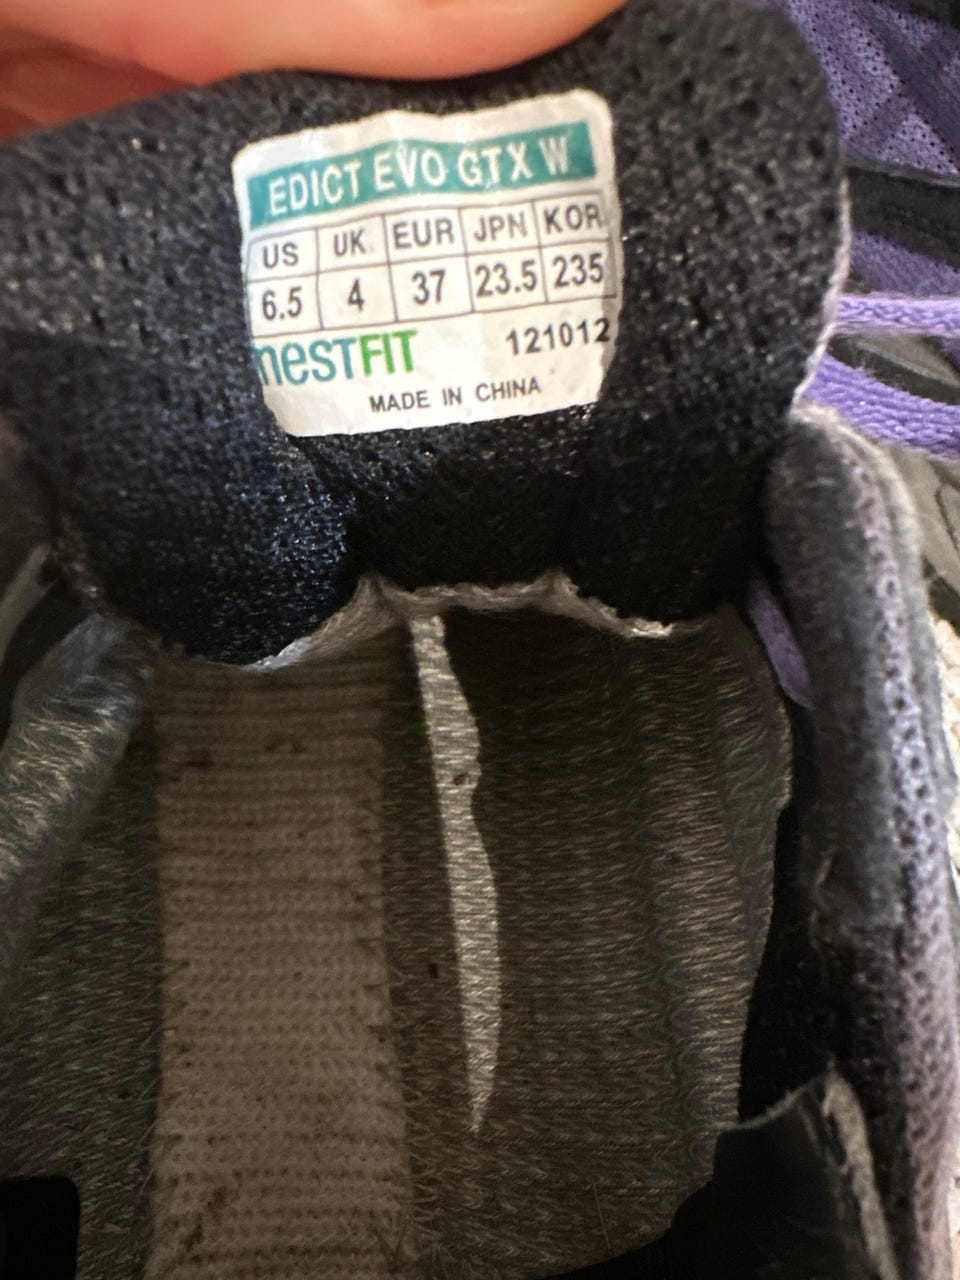 EDICT EVO GTX W
US UK EUR JPN KOR
6.5 4 37 23.5 235
nestFIT 121012
MADE IN CHINA